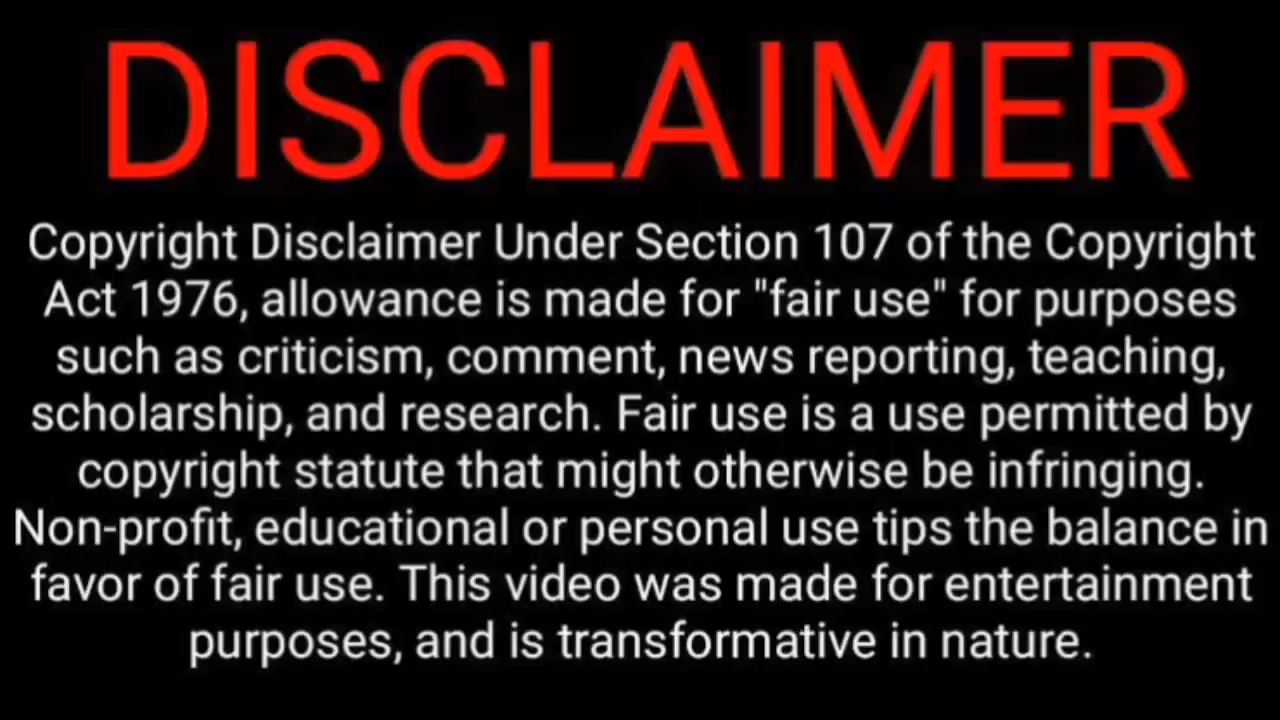 DISCLAIMER
Copyright Disclaimer Under Section 107 of the Copyright
Act 1976, allowance is made for "fair use" for purposes
such as criticism, comment, news reporting, teaching,
scholarship, and research. Fair use is a use permitted by
copyright statute that might otherwise be infringing.
Non-profit, educational or personal use tips the balance in
favor of fair use. This video was made for entertainment
purposes, and is transformative in nature.